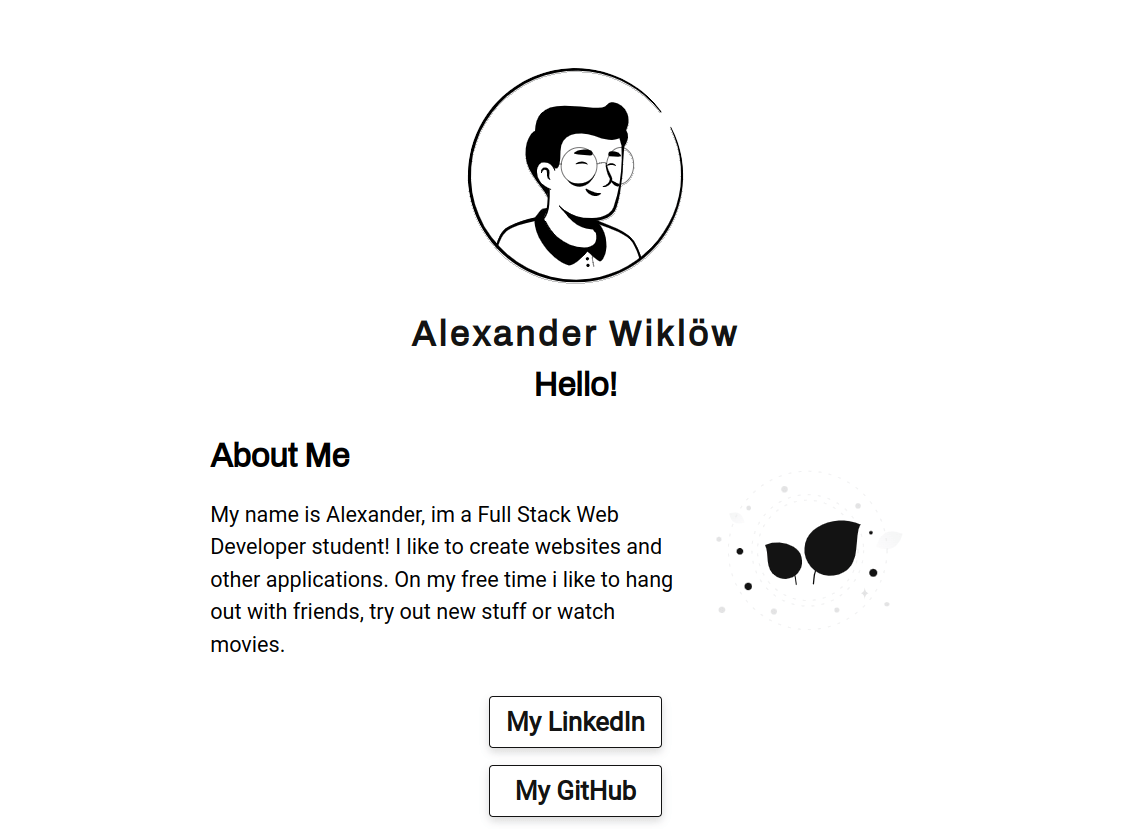 Alexander Wiklöw
Hello!
About Me
My name is Alexander, im a Full Stack Web
Developer student! I like to create websites and
other applications. On my free time i like to hang
out with friends, try out new stuff or watch
movies.
My LinkedIn
My GitHub